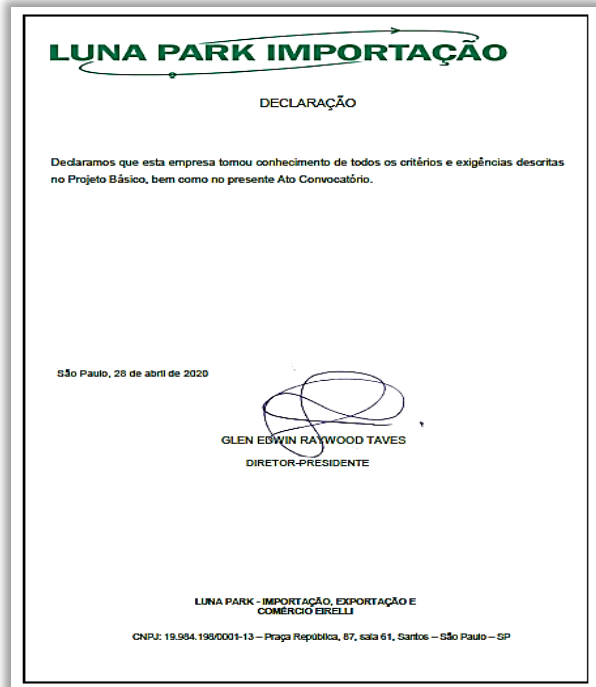 LUNA PARK IMPORTAÇÃO
DECLARAÇÃO
Declaramos que esta empresa tomou conhecimento de todos os critérios e exigências descritas
no Projeto Básico, bem como no presente Ato Convocatório.
São Paulo, 28 de abril de 2020
GLEN EDWIN RAYWOOD TAVES
DIRETOR-PRESIDENTE
LUNA PARK - IMPORTAÇÃO, EXPORTAÇÃO E
COMÉRCIO EIRELLI
CNPJ: 19.984.198/0001-13 – Praça República, 87, sala 61, Santos – São Paulo – SP